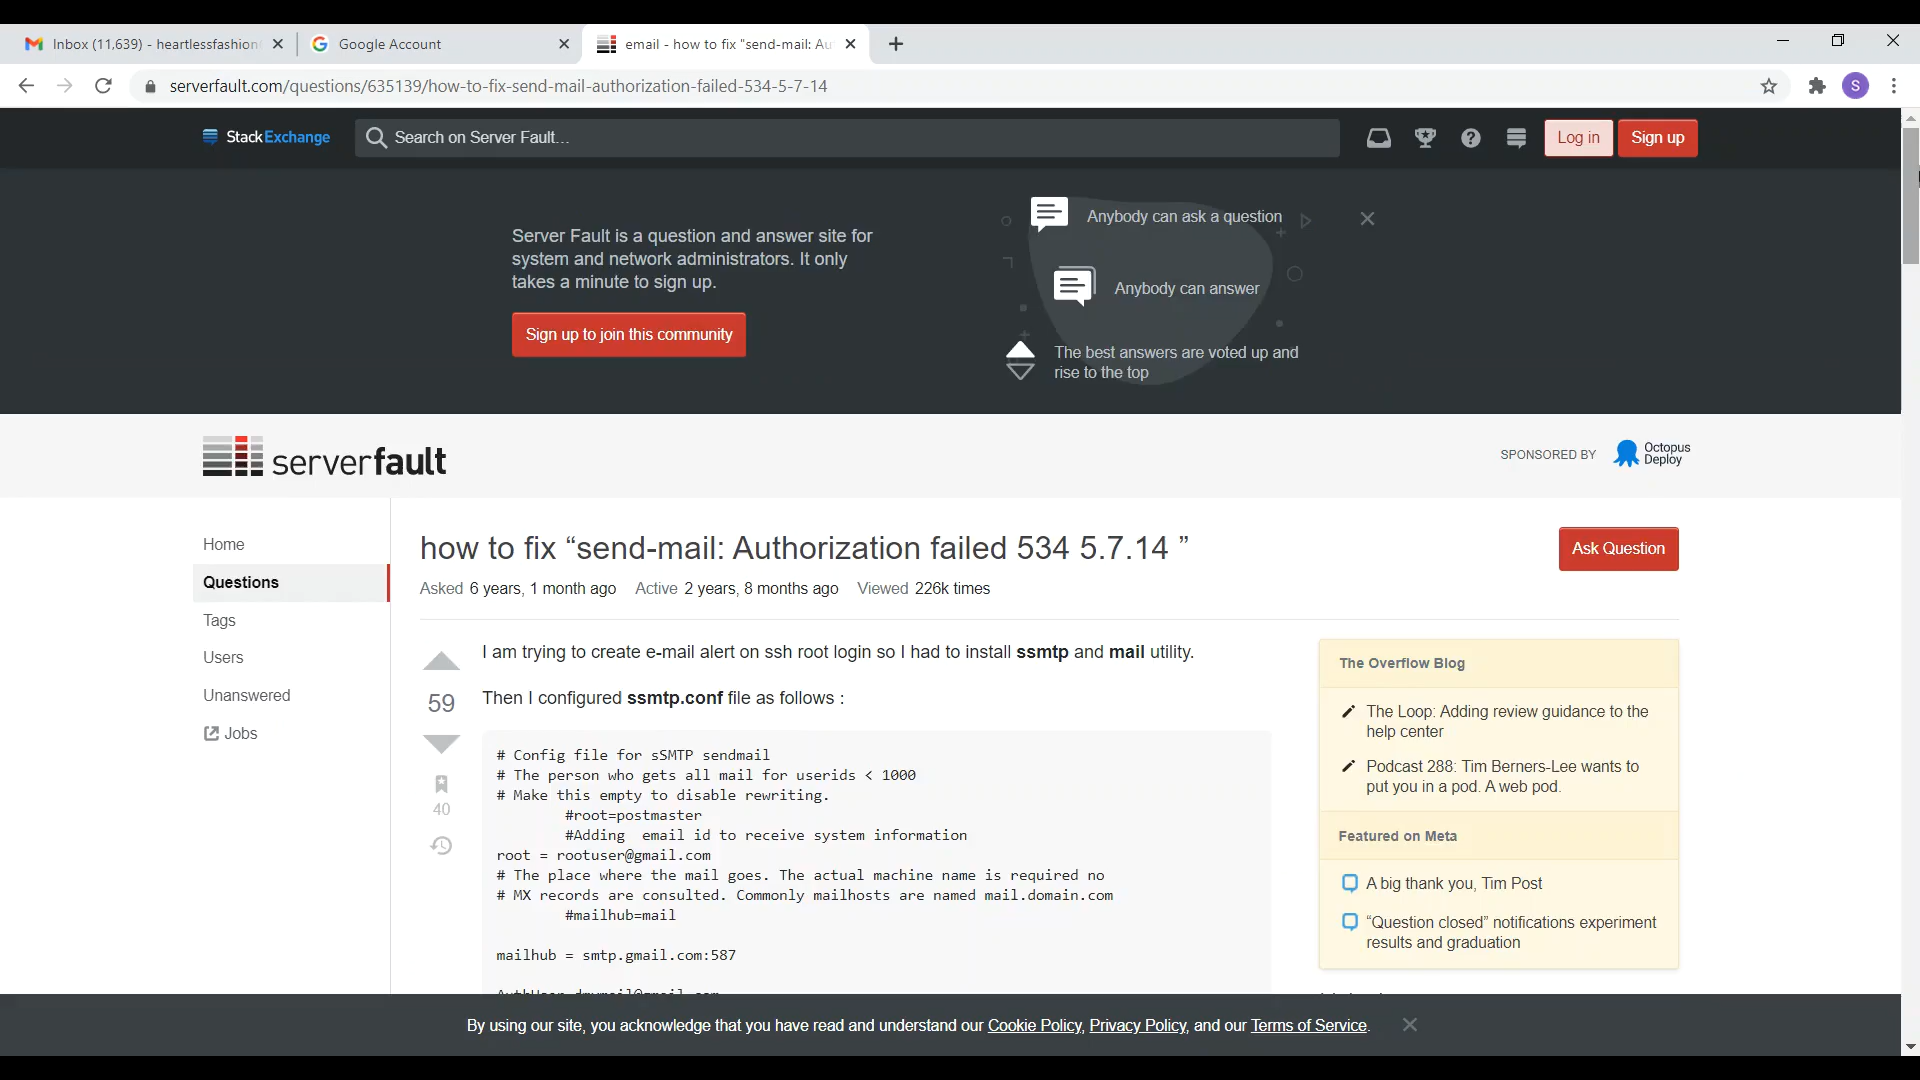 Inbox (11,639) - heartlessfashion
Google Account
email - how to fix “send-mail: Au
serverfault.com/questions/635139/how-to-fix-send-mail-authorization-failed-534-5-7-14
S
StackExchange
Search on Server Fault...
Log in
Sign up
Server Fault is a question and answer site for
system and network administrators. It only
takes a minute to sign up.
Sign up to join this community
Anybody can ask a question
Anybody can answer
The best answers are voted up and
rise to the top
serverfault
SPONSORED BY
Octopus
Deploy
Home
Questions
Tags
Users
Unanswered
Jobs
how to fix “send-mail: Authorization failed 534 5.7.14 ”
Ask Question
Asked 6 years, 1 month ago Active 2 years, 8 months ago Viewed 226k times
59
40
I am trying to create e-mail alert on ssh root login so I had to install ssmtp and mail utility.
Then I configured ssmtp.conf file as follows :
# Config file for sSMTP sendmail
# The person who gets all mail for userids < 1000
# Make this empty to disable rewriting.
#root=postmaster
#Adding email id to receive system information
root = rootuser@gmail.com
# The place where the mail goes. The actual machine name is required no
# MX records are consulted. Commonly mailhosts are named mail.domain.com
#mailhub=mail
mailhub = smtp.gmail.com:587
The Overflow Blog
The Loop: Adding review guidance to the
help center
Podcast 288: Tim Berners-Lee wants to
put you in a pod. A web pod.
Featured on Meta
A big thank you, Tim Post
“Question closed” notifications experiment
results and graduation
By using our site, you acknowledge that you have read and understand our Cookie Policy, Privacy Policy, and our Terms of Service.